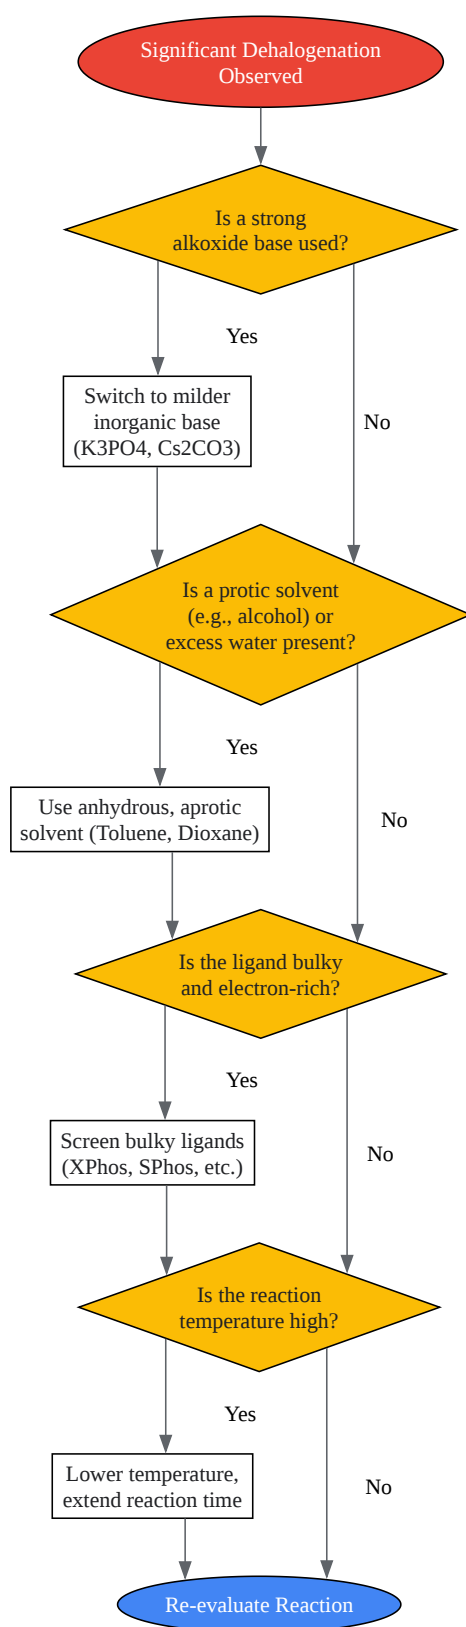 Significant Dehalogenation
Observed
Is a strong
alkoxide base used?
Yes
Switch to milder
inorganic base
(K3PO4, Cs2CO3)
No
Is a protic solvent
(e.g., alcohol) or
excess water present?
Yes
Use anhydrous, aprotic
solvent (Toluene, Dioxane)
No
Is the ligand bulky
and electron-rich?
Yes
Screen bulky ligands
(XPhos, SPhos, etc.)
No
Is the reaction
temperature high?
Yes
Lower temperature,
extend reaction time
No
Re-evaluate Reaction